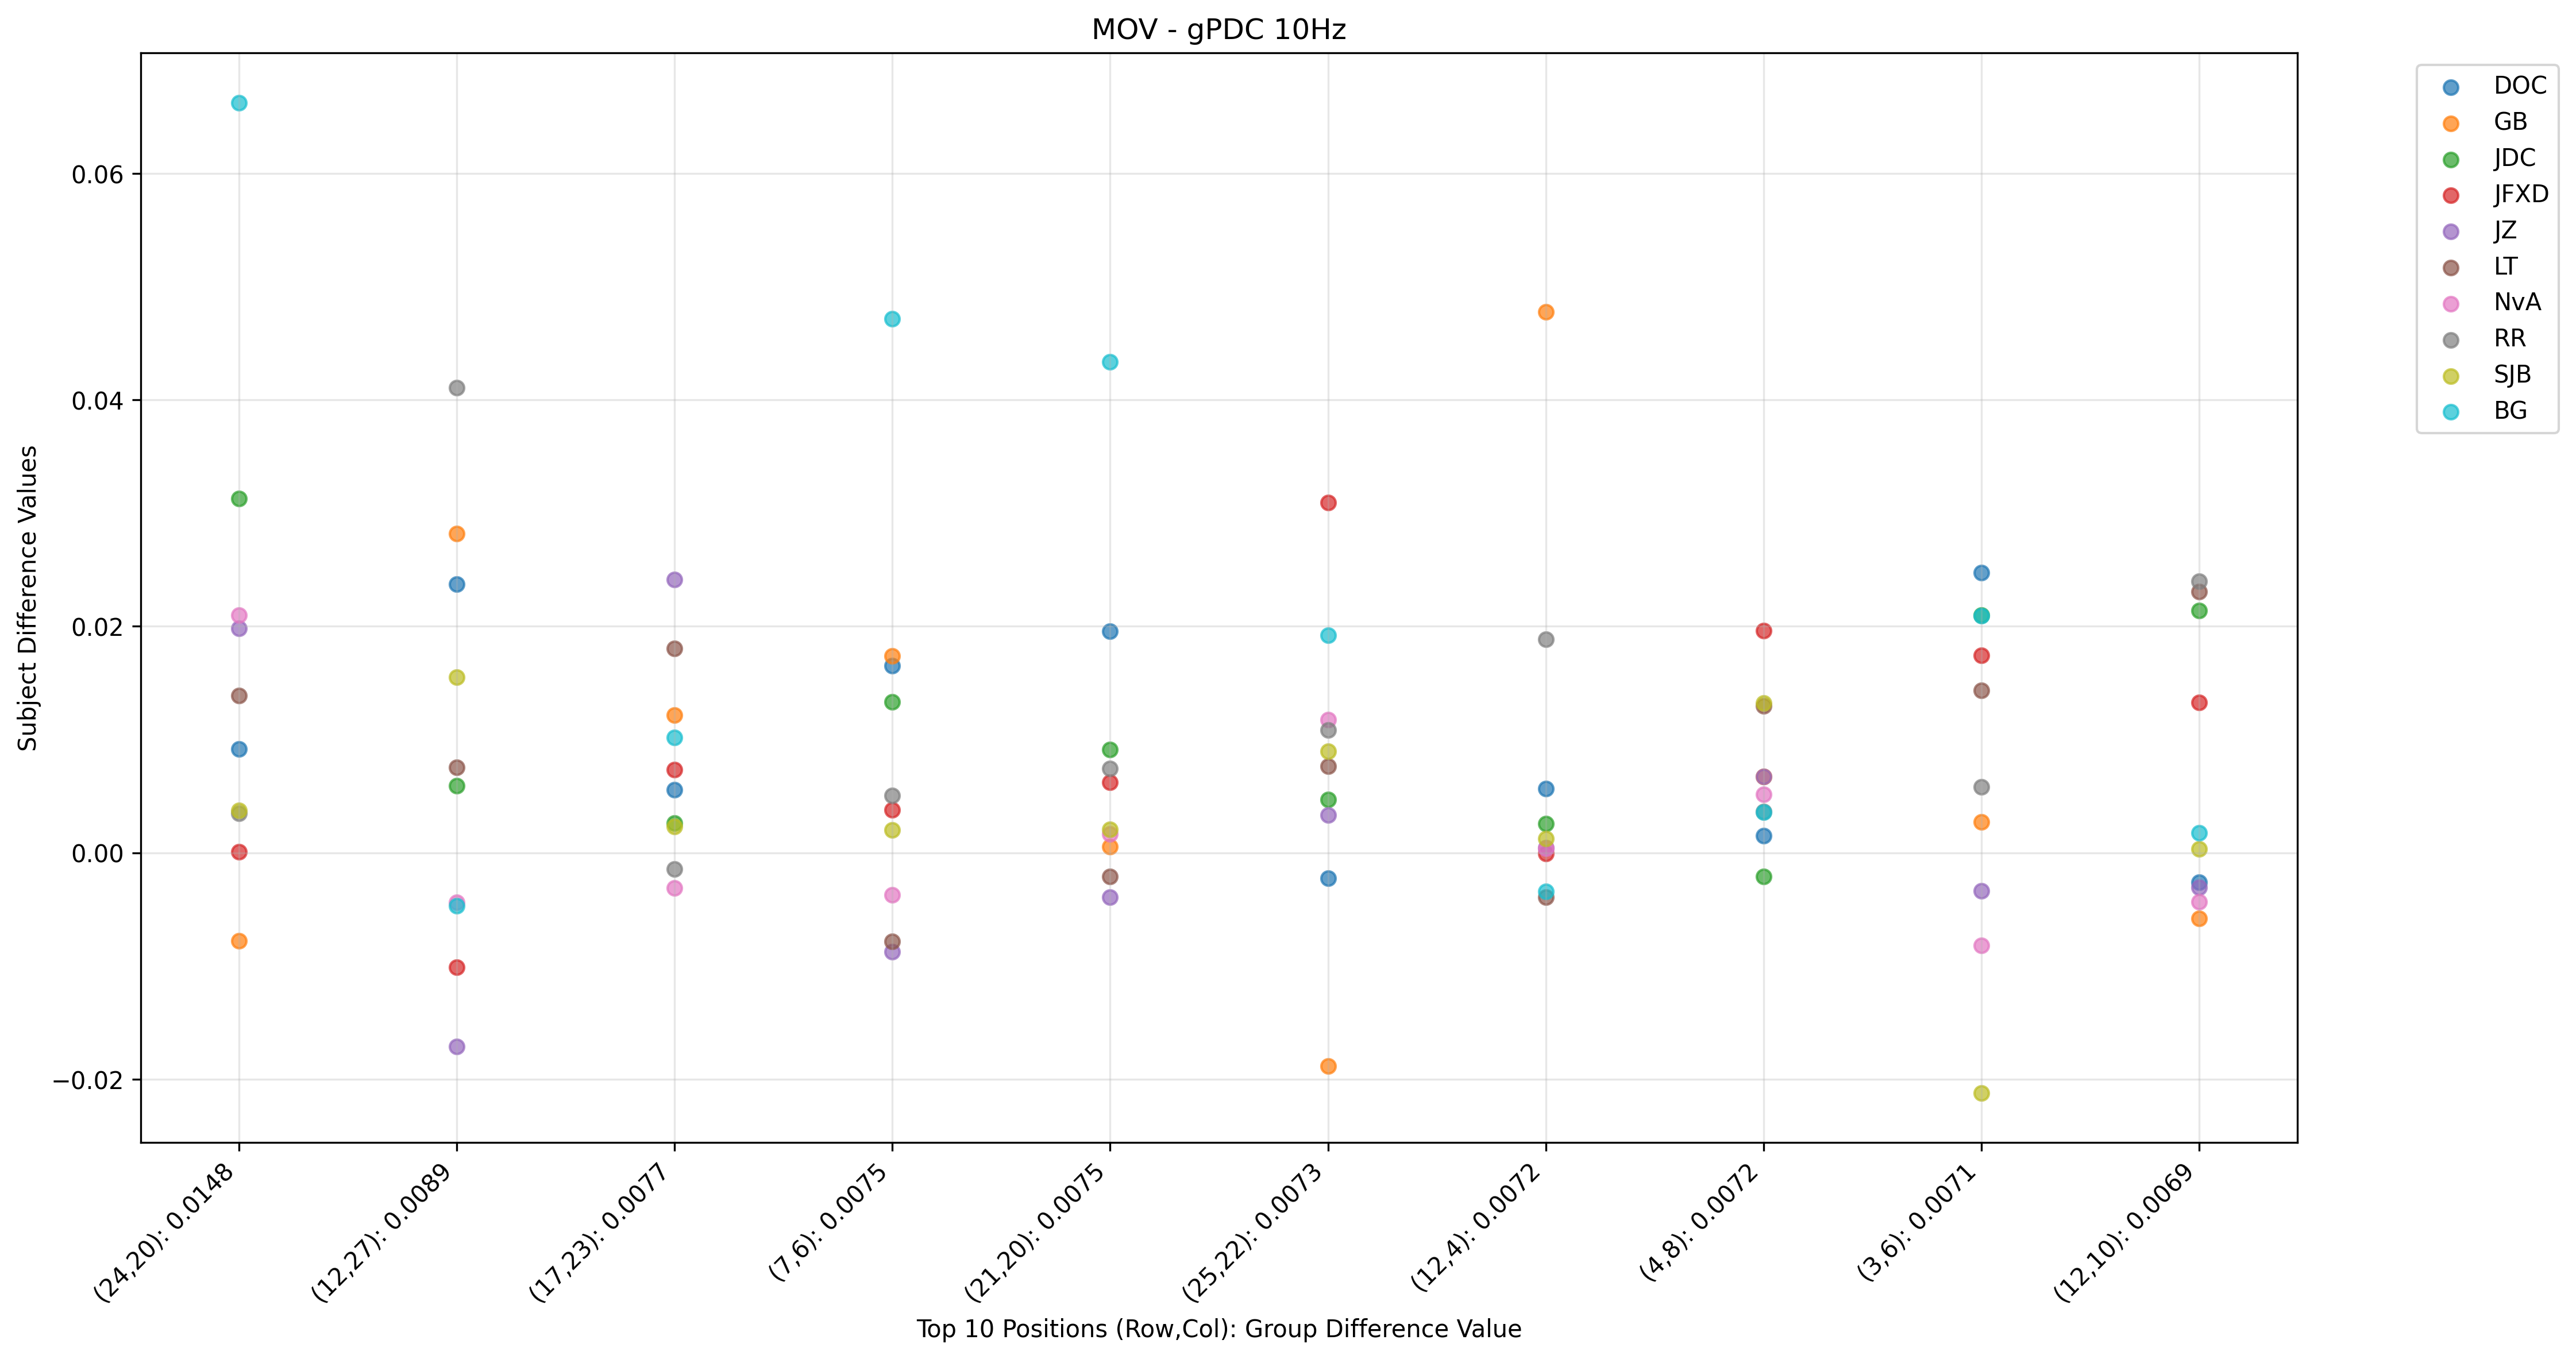 MOV - gPDC 10Hz
DOC
GB
JDC
JFXD
JZ
LT
NvA
RR
SJB
BG
Subject Difference Values
0.06
0.04
0.02
0.00
−0.02
(24,20): 0.0148
(12,27): 0.0089
(17,23): 0.0077
(7,6): 0.0075
(21,20): 0.0075
(25,22): 0.0073
(12,4): 0.0072
(4,8): 0.0072
(3,6): 0.0071
(12,10): 0.0069
Top 10 Positions (Row,Col): Group Difference Value